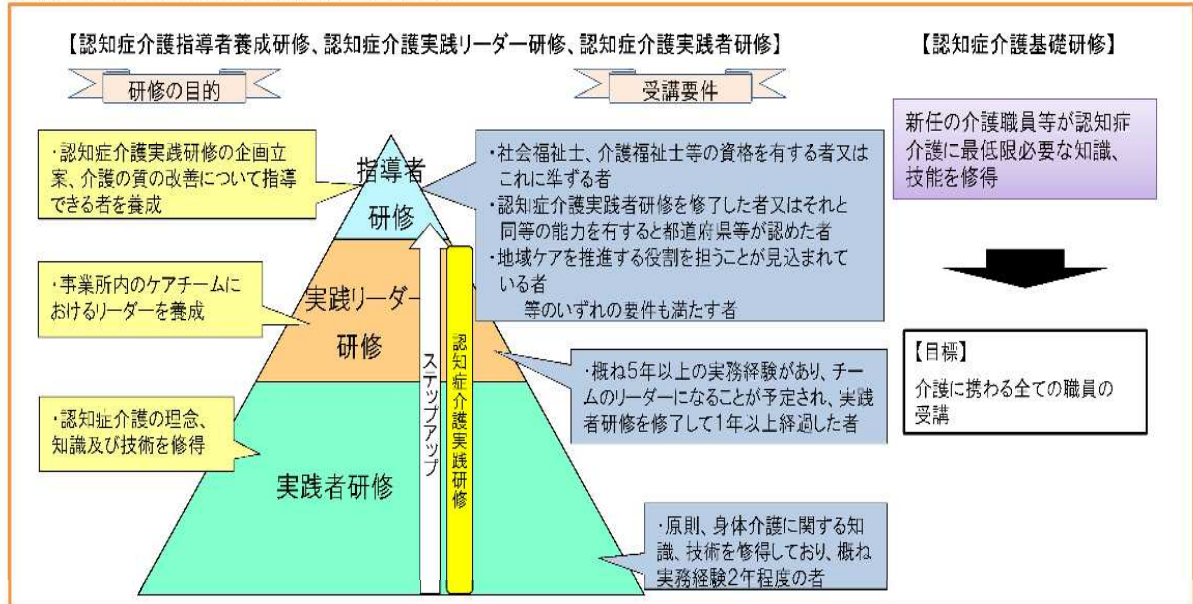 【認知症介護指導者養成研修、認知症介護実践リーダー研修、認知症介護実践者研修】
研修の目的
受講要件
・認知症介護実践研修の企画立
案、介護の質の改善について指導
できる者を養成
・事業所内のケアチームに
おけるリーダーを養成
・認知症介護の理念、
知識及び技術を修得
指導者
研修
実践リーダー
研修
実践者研修
ステップアップ
認知症介護実践研修
・社会福祉士、介護福祉士等の資格を有する者又は
これに準ずる者
・認知症介護実践者研修を修了した者又はそれと
同等の能力を有すると都道府県等が認めた者
・地域ケアを推進する役割を担うことが見込まれて
いる者
等のいずれの要件も満たす者
・概ね5年以上の実務経験があり、チー
ムのリーダーになることが予定され、実践
者研修を修了して1年以上経過した者
・原則、身体介護に関する知
識、技術を修得しており、概ね
実務経験2年程度の者
【認知症介護基礎研修】
新任の介護職員等が認知症
介護に最低限必要な知識、
技能を修得
【目標】
介護に携わる全ての職員の
受講